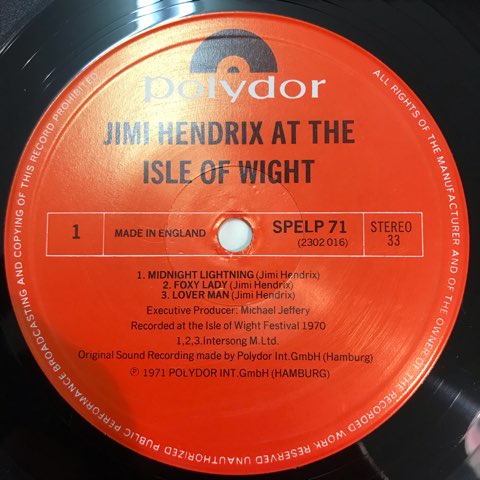 polydor
JIMI HENDRIX AT THE
ISLE OF WIGHT
1
MADE IN ENGLAND
SPELP 71
(2302 016)
STEREO
33
1. MIDNIGHT LIGHTNING (Jimi Hendrix)
2. FOXY LADY (Jimi Hendrix)
3. LOVER MAN (Jimi Hendrix)
Executive Producer: Michael Jeffery
Recorded at the Isle of Wight Festival 1970
1,2,3. Intersong M.Ltd.
Original Sound Recording made by Polydor Int.GmbH (Hamburg)
℗ 1971 POLYDOR INT.GmbH (HAMBURG)
ALL RIGHTS OF THE MANUFACTURER AND OF THE OWNER OF THE RECORDED WORK RESERVED UNAUTHORIZED PUBLIC PERFORMANCE BROADCASTING AND COPYING OF THIS RECORD PROHIBITED